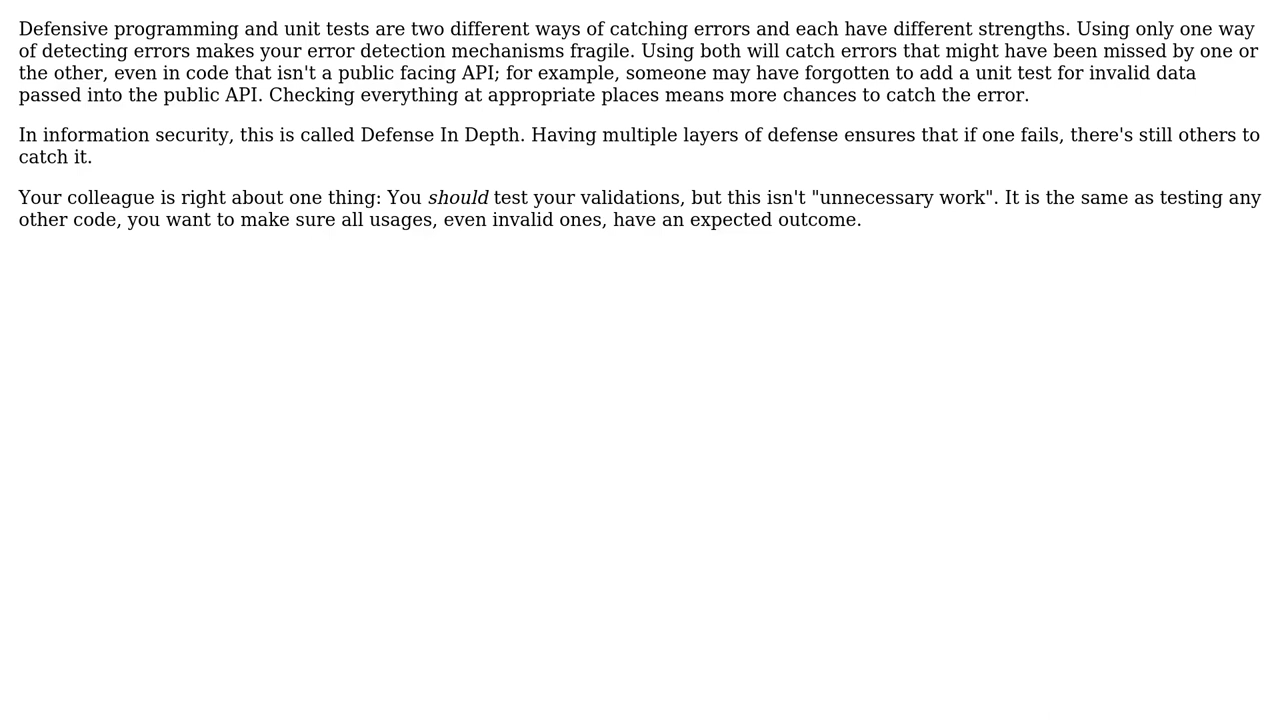 Defensive programming and unit tests are two different ways of catching errors and each have different strengths. Using only one way
of detecting errors makes your error detection mechanisms fragile. Using both will catch errors that might have been missed by one or
the other, even in code that isn't a public facing API; for example, someone may have forgotten to add a unit test for invalid data
passed into the public API. Checking everything at appropriate places means more chances to catch the error.
In information security, this is called Defense In Depth. Having multiple layers of defense ensures that if one fails, there's still others to
catch it.
Your colleague is right about one thing: You should test your validations, but this isn't "unnecessary work". It is the same as testing any
other code, you want to make sure all usages, even invalid ones, have an expected outcome.